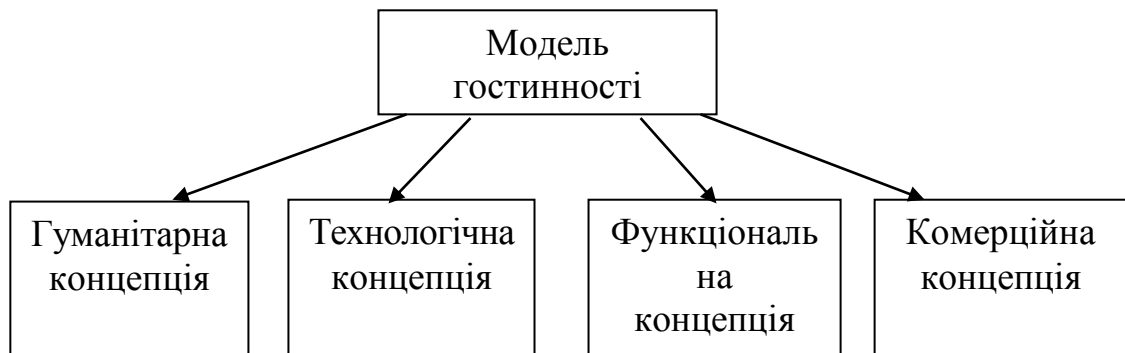 Модель
гостинності
Гуманітарна
концепція
Технологічна
концепція
Функціональ
на
концепція
Комерційна
концепція